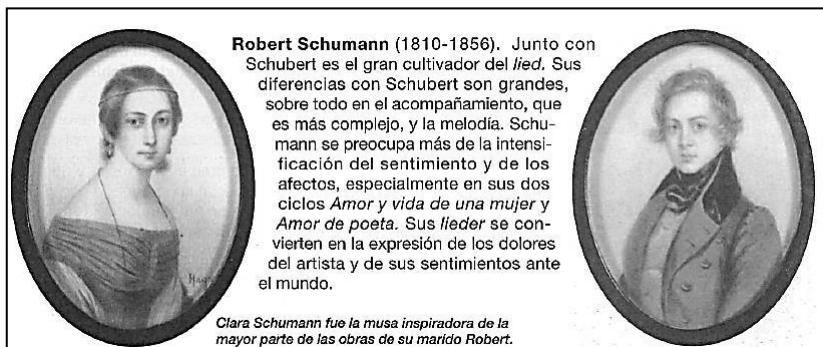 Robert Schumann (1810-1856). Junto con
Schubert es el gran cultivador del lied. Sus
diferencias con Schubert son grandes,
sobre todo en el acompañamiento, que
es más complejo, y la melodía. Schu-
mann se preocupa más de la intensi-
ficación del sentimiento y de los
afectos, especialmente en sus dos
ciclos Amor y vida de una mujer y
Amor de poeta. Sus lieder se con-
vierten en la expresión de los dolores
del artista y de sus sentimientos ante
el mundo.
Clara Schumann fue la musa inspiradora de la
mayor parte de las obras de su marido Robert.